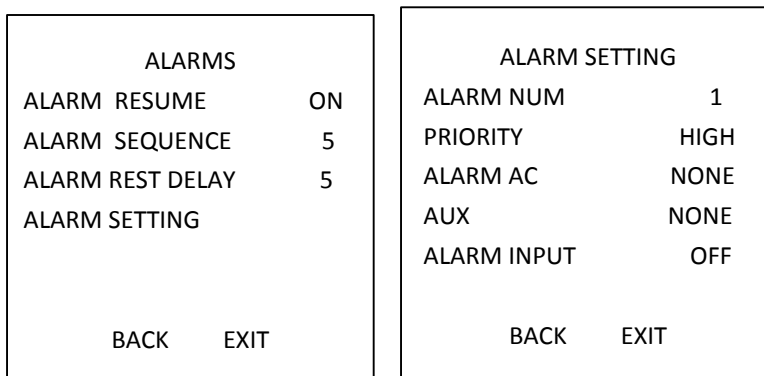 ALARMS
ALARM RESUME ON
ALARM SEQUENCE 5
ALARM REST DELAY 5
ALARM SETTING
BACK EXIT
ALARM SETTING
ALARM NUM 1
PRIORITY HIGH
ALARM AC NONE
AUX NONE
ALARM INPUT OFF
BACK EXIT